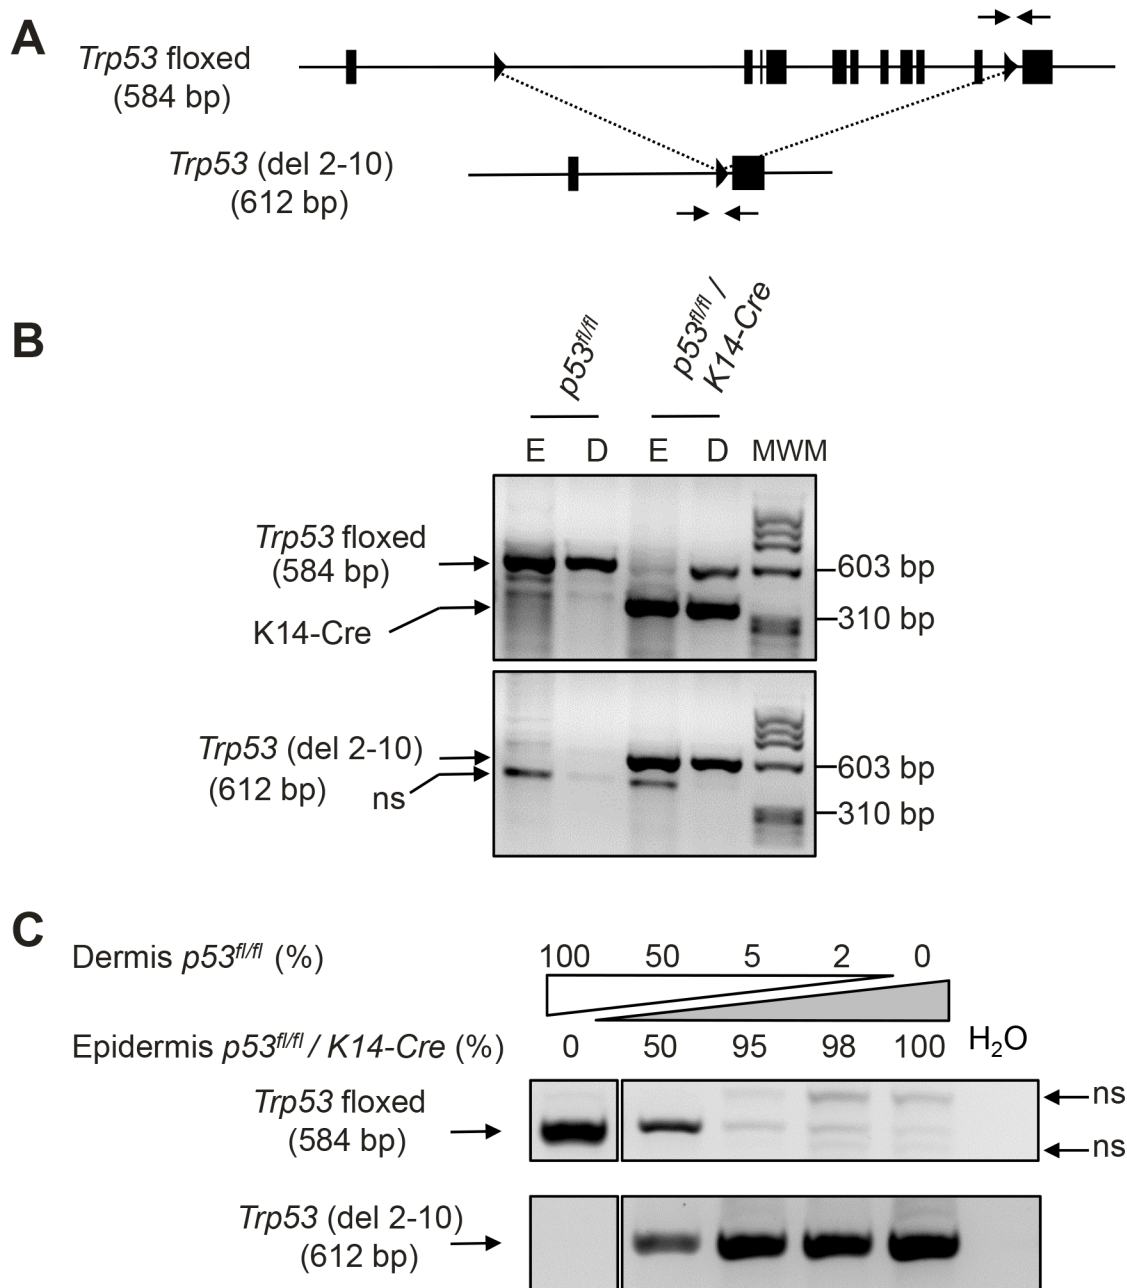 A
Trp53 floxed
(584 bp)
Trp53 (del 2-10)
(612 bp)
B
p53fl/fl
p53fl/fl /
K14-Cre
E D E D MWM
Trp53 floxed
(584 bp)
603 bp
K14-Cre
310 bp
Trp53 (del 2-10)
(612 bp)
ns
603 bp
310 bp
C
Dermis p53fl/fl (%) 100 50 5 2 0
Epidermis p53fl/fl / K14-Cre (%) 0 50 95 98 100 H2O
Trp53 floxed
(584 bp)
ns
ns
Trp53 (del 2-10)
(612 bp)